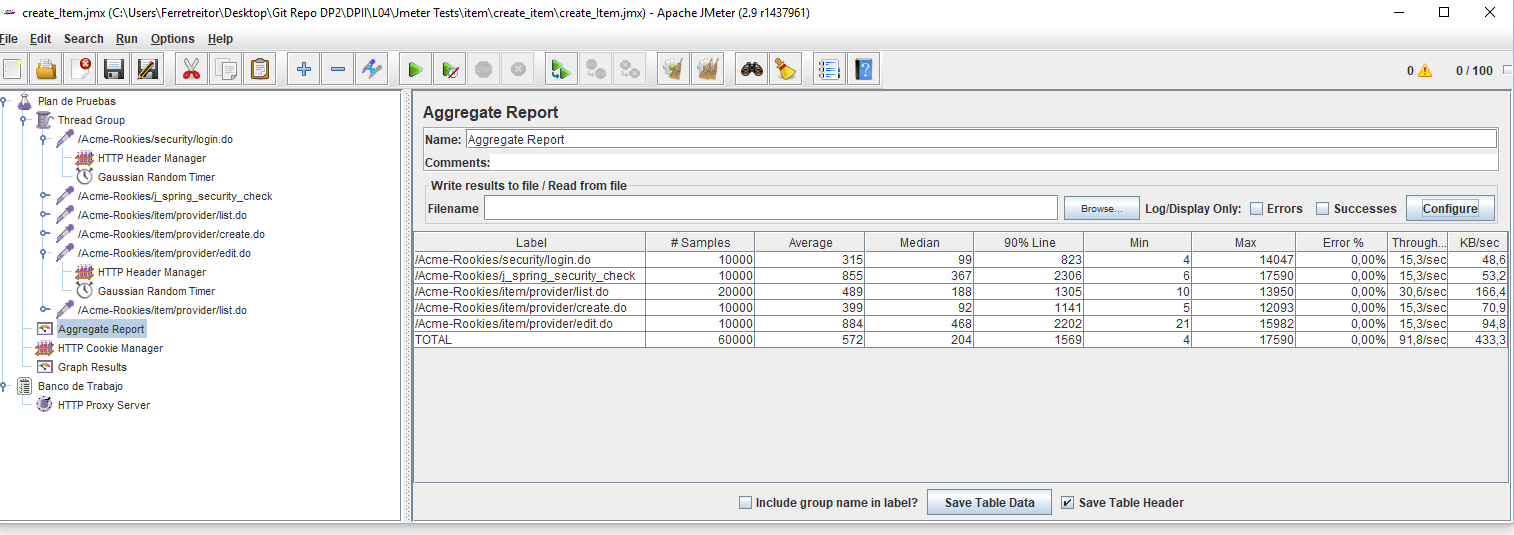 create_Item.jmx (C:\Users\Ferretreitor\Desktop\Git Repo DP2\DPII\L04\Jmeter Tests\item\create_item\create_Item.jmx) - Apache JMeter (2.9 r1437961)
File Edit Search Run Options Help
0 0 / 100
Plan de Pruebas
Thread Group
/Acme-Rookies/security/login.do
HTTP Header Manager
Gaussian Random Timer
/Acme-Rookies/j_spring_security_check
/Acme-Rookies/item/provider/list.do
/Acme-Rookies/item/provider/create.do
/Acme-Rookies/item/provider/edit.do
HTTP Header Manager
Gaussian Random Timer
/Acme-Rookies/item/provider/list.do
Aggregate Report
HTTP Cookie Manager
Graph Results
Banco de Trabajo
HTTP Proxy Server
Aggregate Report
Name: Aggregate Report
Comments:
Write results to file / Read from file
Filename Browse... Log/Display Only: Errors Successes Configure
Label # Samples Average Median 90% Line Min Max Error % Through... KB/sec
/Acme-Rookies/security/login.do 10000 315 99 823 4 14047 0,00% 15,3/sec 48,6
/Acme-Rookies/j_spring_security_check 10000 855 367 2306 6 17590 0,00% 15,3/sec 53,2
/Acme-Rookies/item/provider/list.do 20000 489 188 1305 10 13950 0,00% 30,6/sec 166,4
/Acme-Rookies/item/provider/create.do 10000 399 92 1141 5 12093 0,00% 15,3/sec 70,9
/Acme-Rookies/item/provider/edit.do 10000 884 468 2202 21 15982 0,00% 15,3/sec 94,8
TOTAL 60000 572 204 1569 4 17590 0,00% 91,8/sec 433,3
Include group name in label? Save Table Data Save Table Header